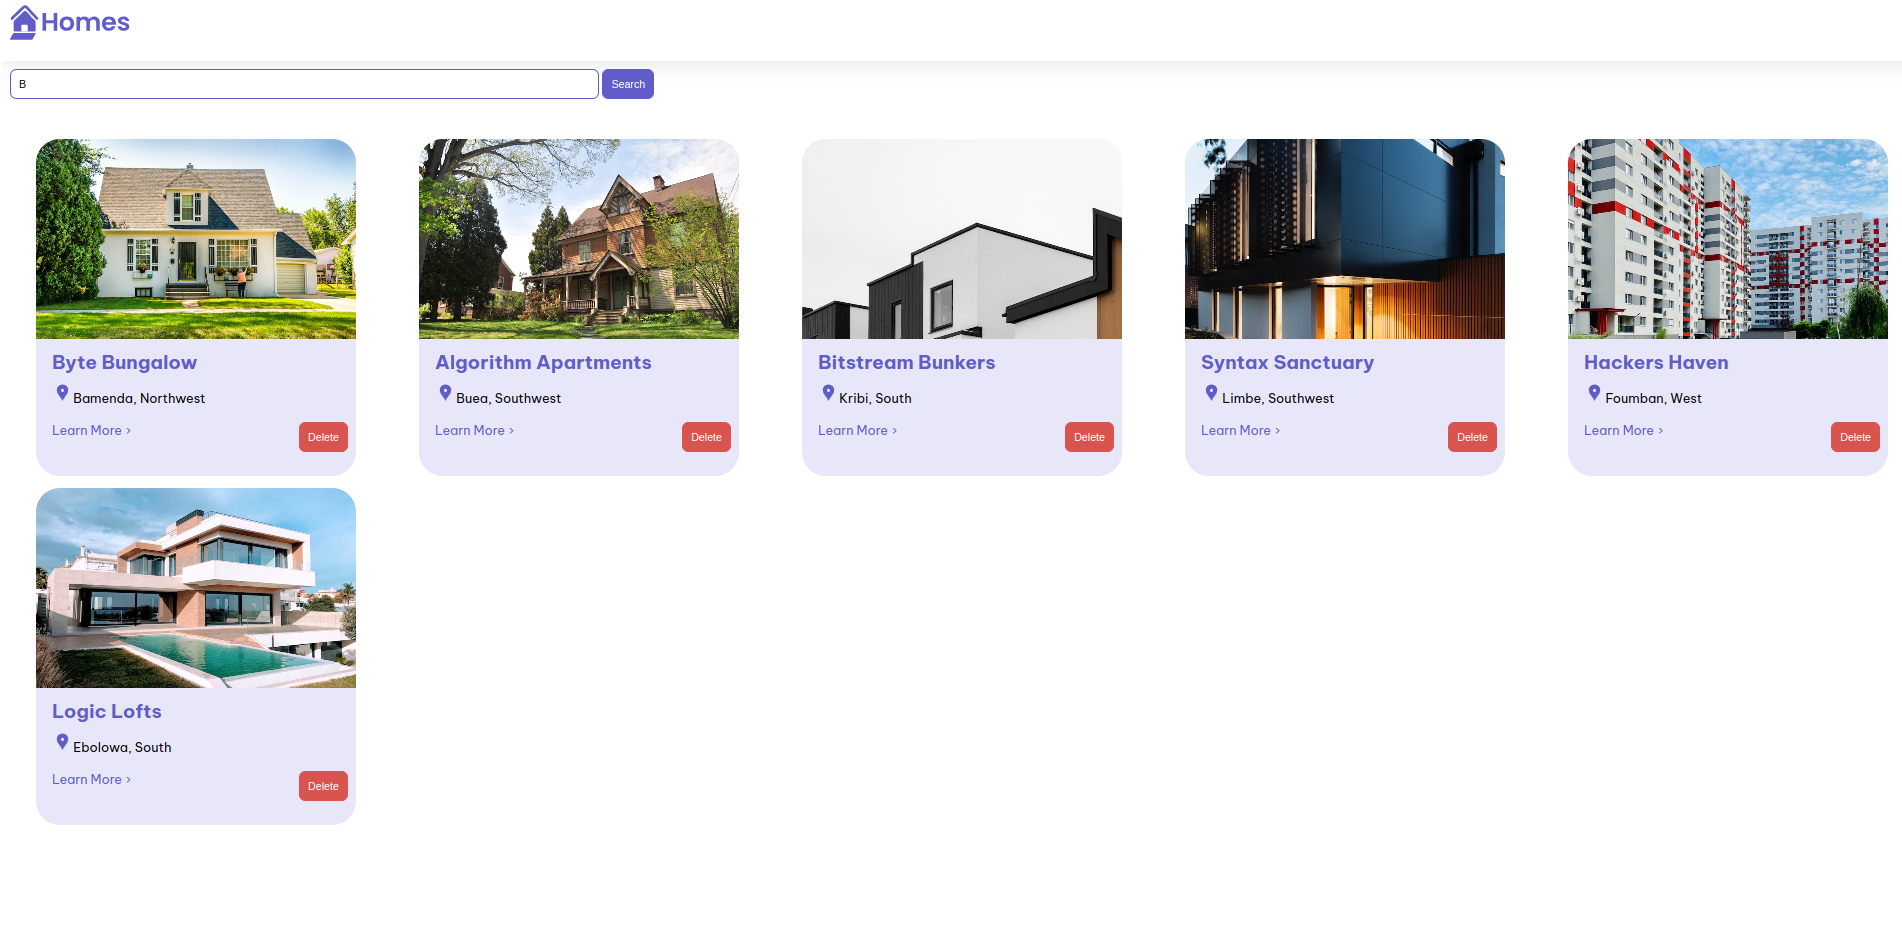 Homes
B
Search
Byte Bungalow
Bamenda, Northwest
Learn More >
Delete
Algorithm Apartments
Buea, Southwest
Learn More >
Delete
Bitstream Bunkers
Kribi, South
Learn More >
Delete
Syntax Sanctuary
Limbe, Southwest
Learn More >
Delete
Hackers Haven
Foumban, West
Learn More >
Delete
Logic Lofts
Ebolowa, South
Learn More >
Delete